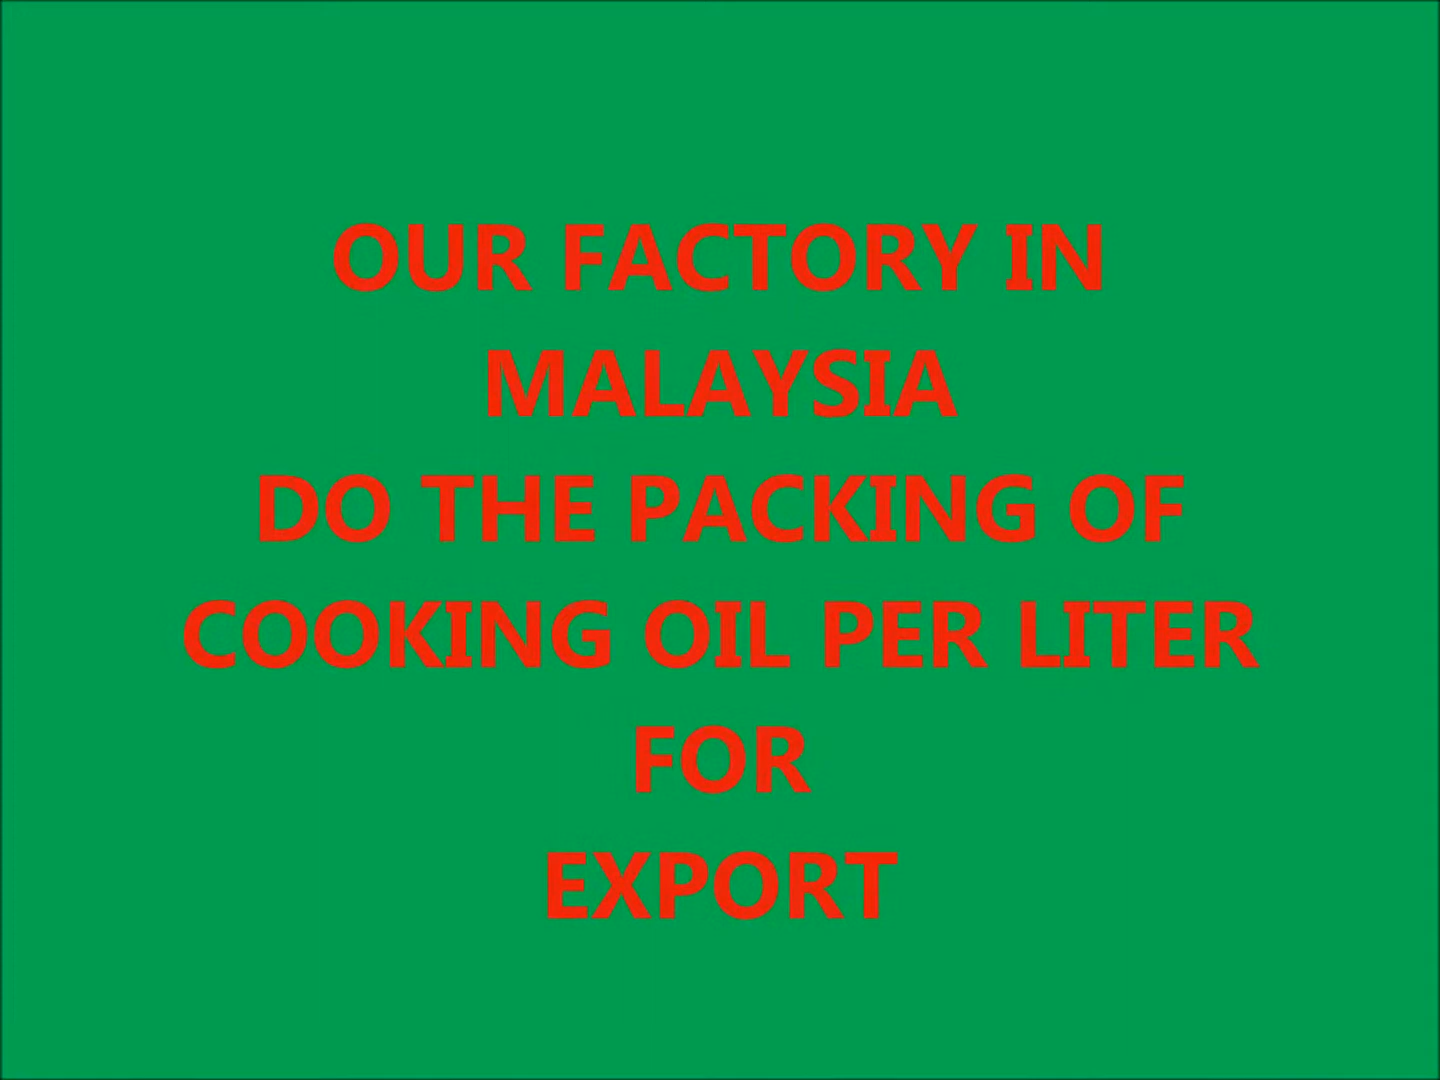 OUR FACTORY IN
MALAYSIA
DO THE PACKING OF
COOKING OIL PER LITER
FOR
EXPORT